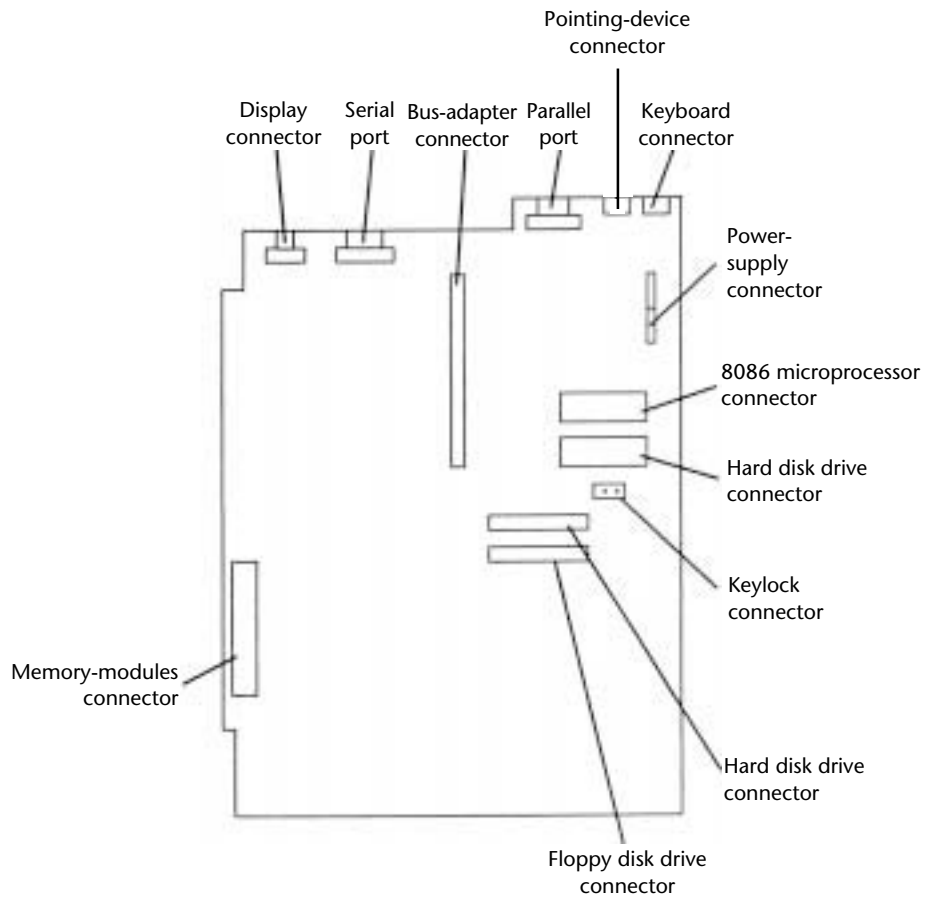 Pointing-device
connector
Display
connector
Serial
port
Bus-adapter
connector
Parallel
port
Keyboard
connector
Power-
supply
connector
8086 microprocessor
connector
Hard disk drive
connector
Keylock
connector
Memory-modules
connector
Hard disk drive
connector
Floppy disk drive
connector